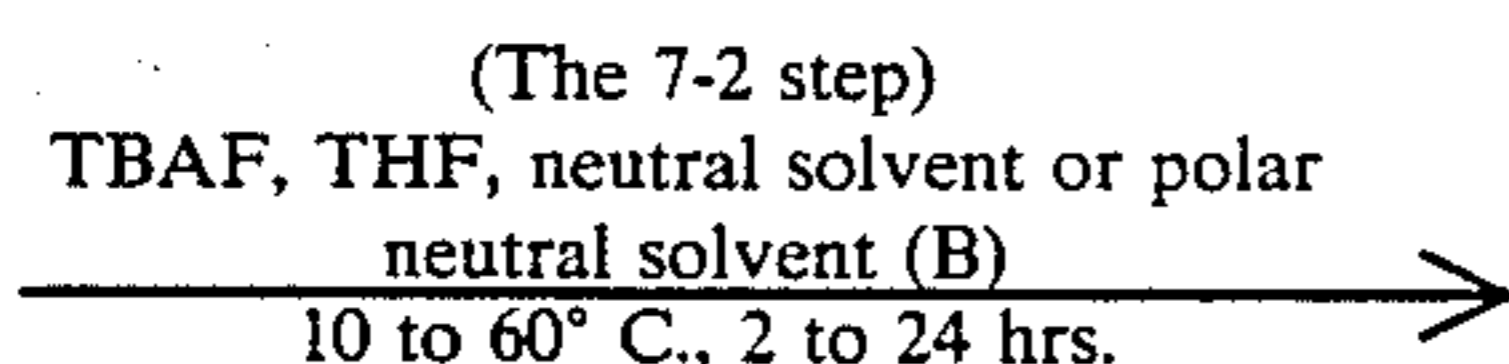 (The 7-2 step)
TBAF, THF, neutral solvent or polar
neutral solvent (B)
10 to 60° C., 2 to 24 hrs.